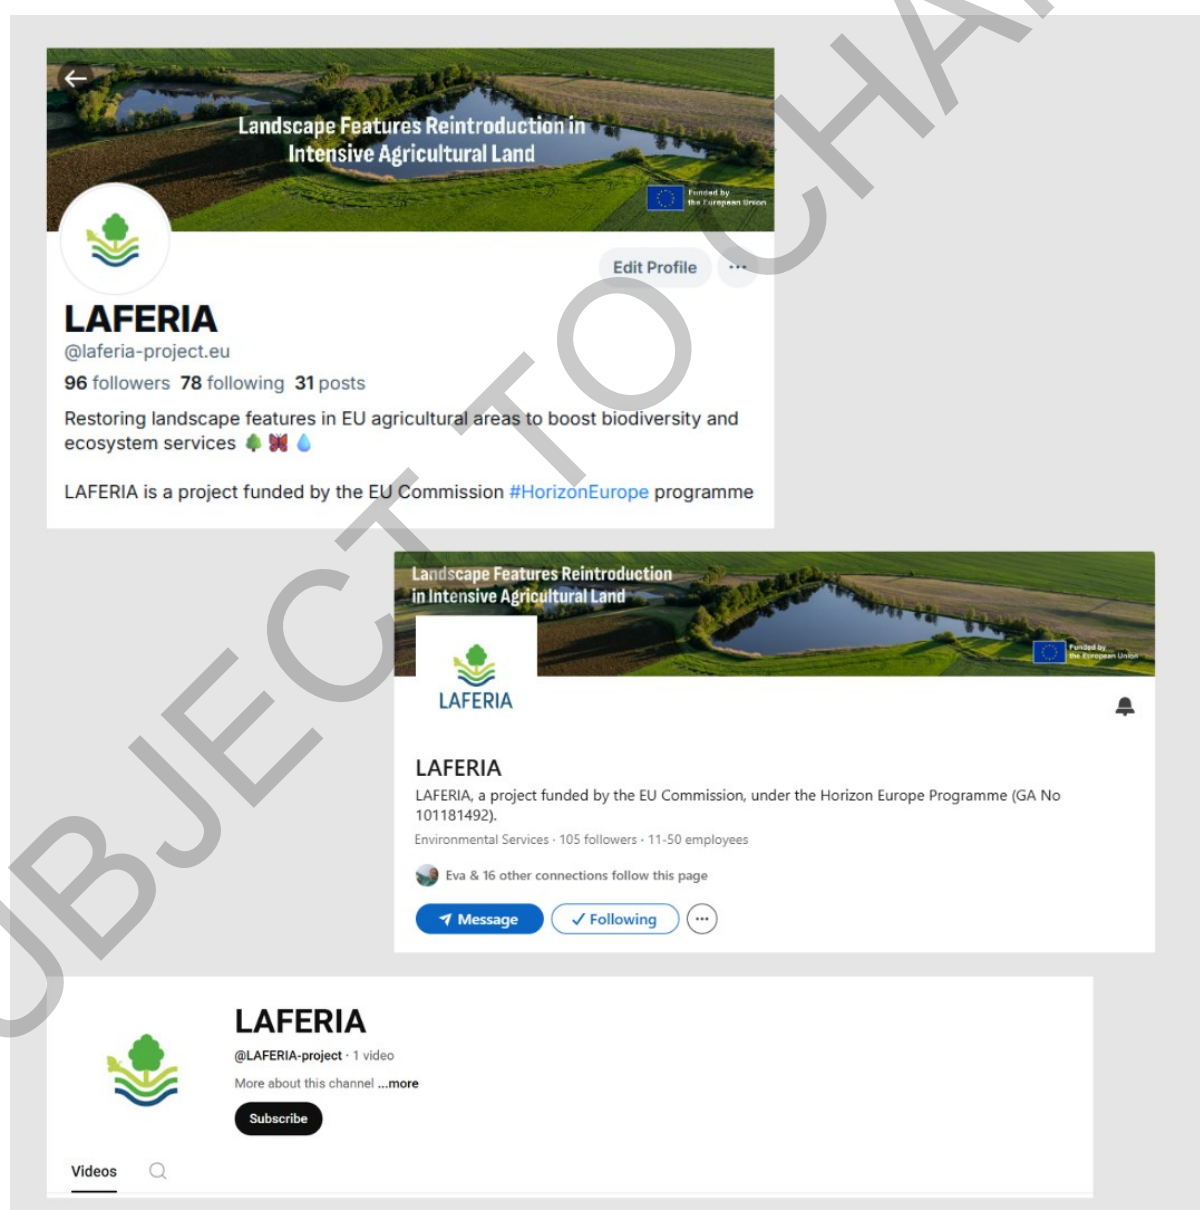 Landscape Features Reintroduction in
Intensive Agricultural Land
Funded by
the European Union
Edit Profile
LAFERIA
@laferia-project.eu
96 followers 78 following 31 posts
Restoring landscape features in EU agricultural areas to boost biodiversity and
ecosystem services 🌳 🦋 💧
LAFERIA is a project funded by the EU Commission #HorizonEurope programme
Landscape Features Reintroduction
in Intensive Agricultural Land
Funded by
the European Union
LAFERIA
LAFERIA
LAFERIA, a project funded by the EU Commission, under the Horizon Europe Programme (GA No
101181492).
Environmental Services · 105 followers · 11-50 employees
Eva & 16 other connections follow this page
Message
Following
LAFERIA
@LAFERIA-project · 1 video
More about this channel ...more
Subscribe
Videos
UBJECT TO CHA